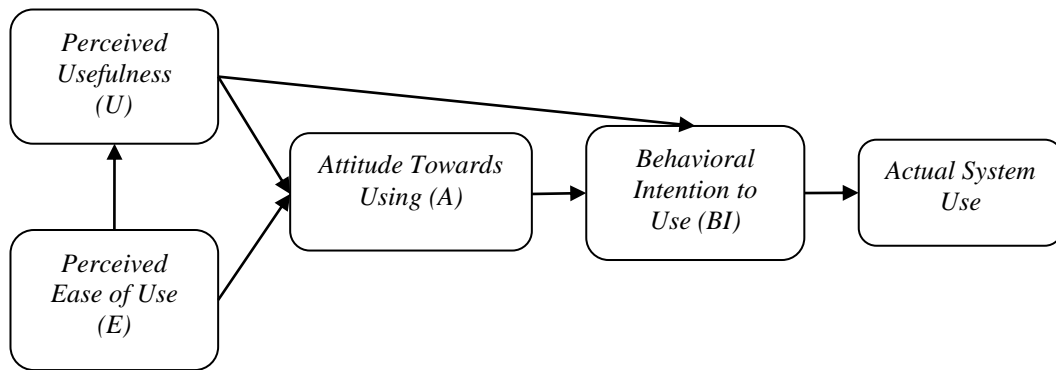 Perceived
Usefulness
(U)
Perceived
Ease of Use
(E)
Attitude Towards
Using (A)
Behavioral
Intention to
Use (BI)
Actual System
Use